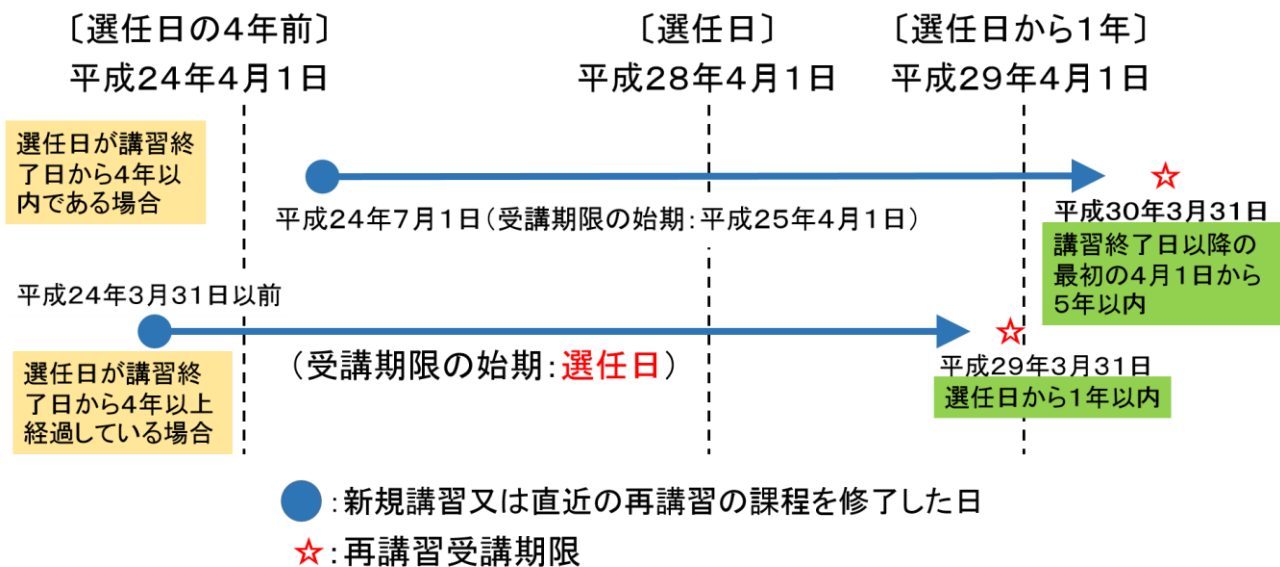 〔選任日の4年前〕
平成24年4月1日
〔選任日〕
平成28年4月1日
〔選任日から1年〕
平成29年4月1日
選任日が講習終
了日から4年以
内である場合
平成24年7月1日（受講期限の始期：平成25年4月1日）
平成30年3月31日
講習終了日以降の
最初の4月1日から
5年以内
平成24年3月31日以前
選任日が講習終
了日から4年以上
経過している場合
（受講期限の始期：選任日）
平成29年3月31日
選任日から1年以内
：新規講習又は直近の再講習の課程を修了した日
☆：再講習受講期限